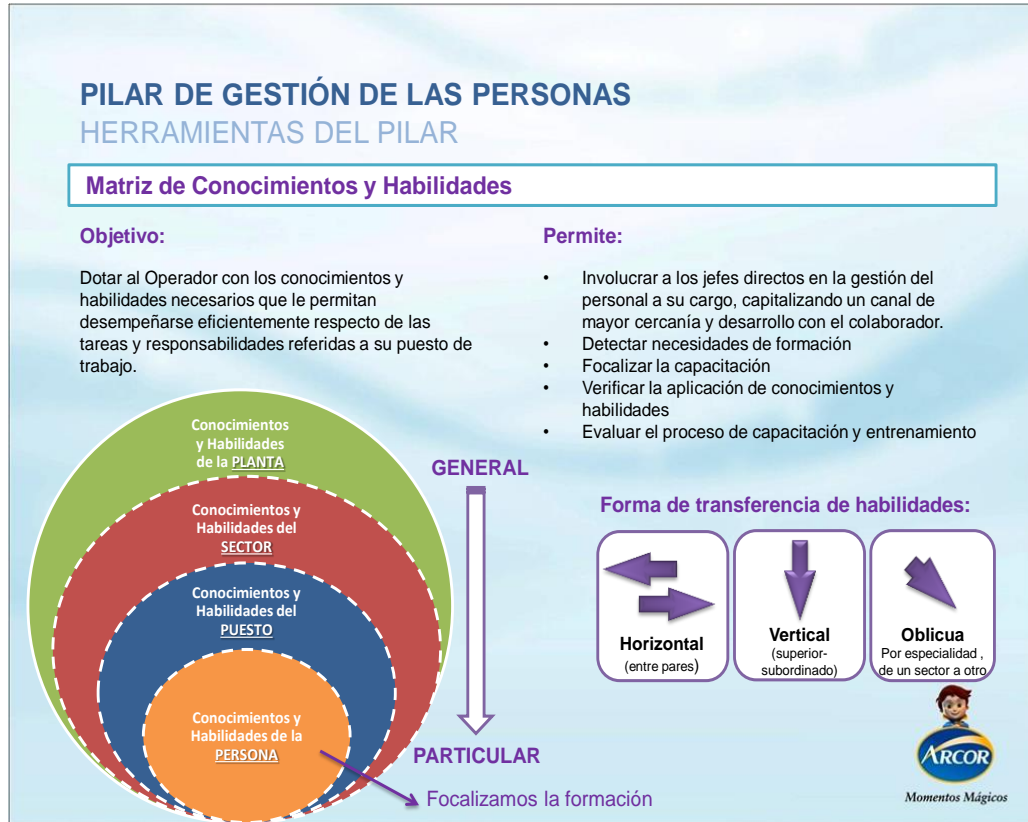 PILAR DE GESTIÓN DE LAS PERSONAS
HERRAMIENTAS DEL PILAR
Matriz de Conocimientos y Habilidades
Objetivo:
Dotar al Operador con los conocimientos y
habilidades necesarios que le permitan
desempeñarse eficientemente respecto de las
tareas y responsabilidades referidas a su puesto de
trabajo.
Permite:
• Involucrar a los jefes directos en la gestión del
personal a su cargo, capitalizando un canal de
mayor cercanía y desarrollo con el colaborador.
• Detectar necesidades de formación
• Focalizar la capacitación
• Verificar la aplicación de conocimientos y
habilidades
• Evaluar el proceso de capacitación y entrenamiento
Conocimientos
y Habilidades
de la PLANTA
Conocimientos y
Habilidades del
SECTOR
Conocimientos y
Habilidades del
PUESTO
Conocimientos y
Habilidades de la
PERSONA
GENERAL
PARTICULAR
Focalizamos la formación
Forma de transferencia de habilidades:
Horizontal
(entre pares)
Vertical
(superior-
subordinado)
Oblicua
Por especialidad ,
de un sector a otro
ARCOR
Momentos Mágicos